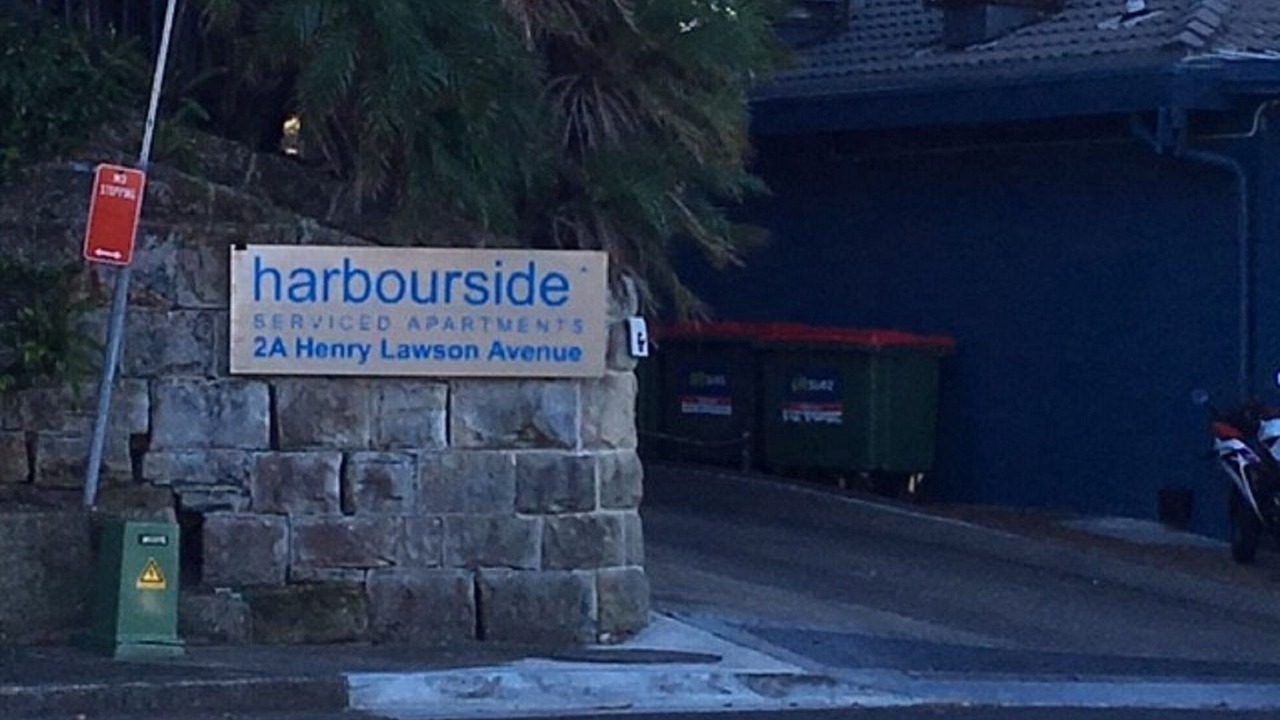 NO
STOPPING
harbourside
SERVICED APARTMENTS
2A Henry Lawson Avenue